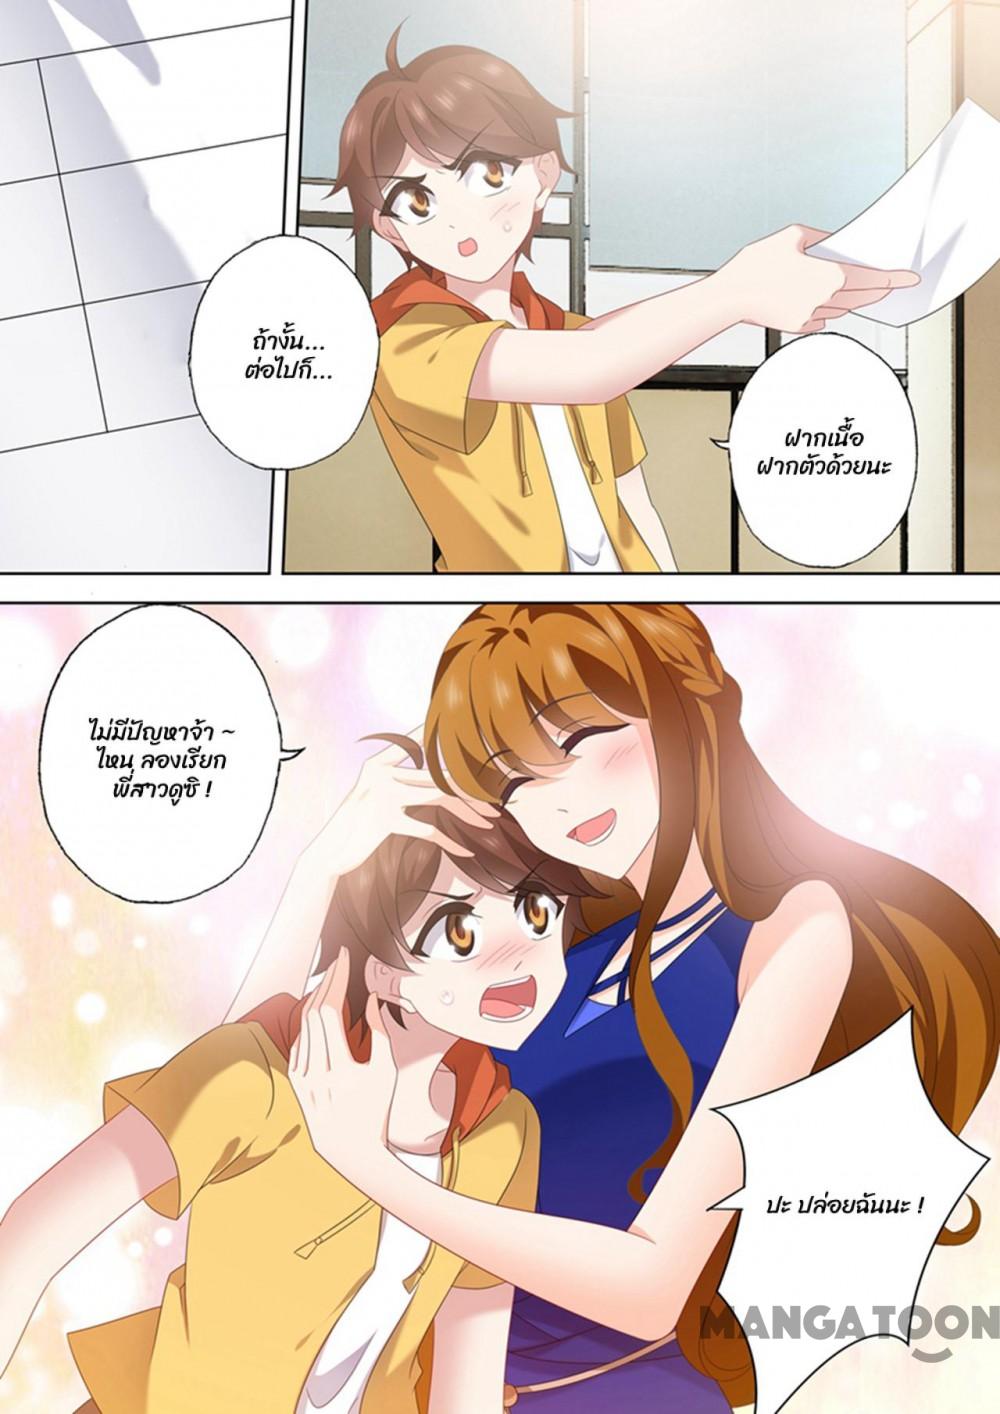 ถ้างั้น...
ต่อไปก็...
ฝากเนื้อ
ฝากตัวด้วยนะ
ไม่มีปัญหาจ้า ~
ไหน ลองเรียก
พี่สาวดูซิ !
ปะ ปล่อยฉันนะ !
MANGATOON